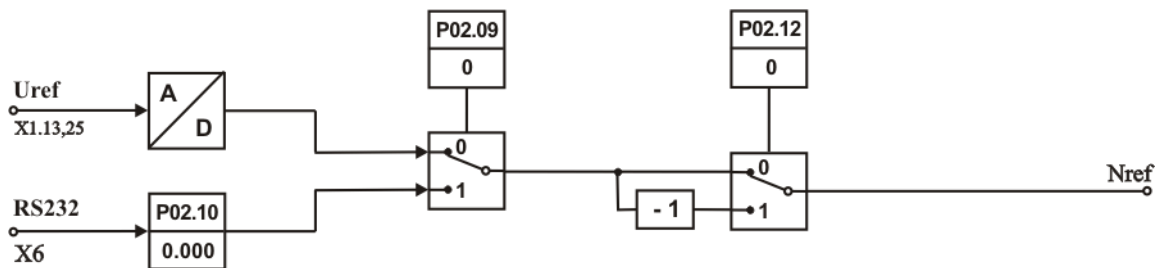 P02.09
0
P02.12
0
Uref
X1.13,25
A
D
0
1
0
1
- 1
Nref
RS232
X6
P02.10
0.000